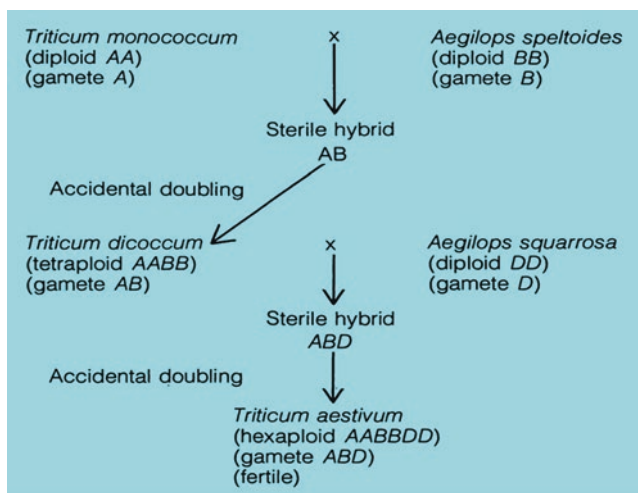 Triticum monococcum x Aegilops speltoides
(diploid AA) (diploid BB)
(gamete A) (gamete B)
Sterile hybrid
AB
Accidental doubling
Triticum dicoccum x Aegilops squarrosa
(tetraploid AABB) (diploid DD)
(gamete AB) (gamete D)
Sterile hybrid
ABD
Accidental doubling
Triticum aestivum
(hexaploid AABBDD)
(gamete ABD)
(fertile)